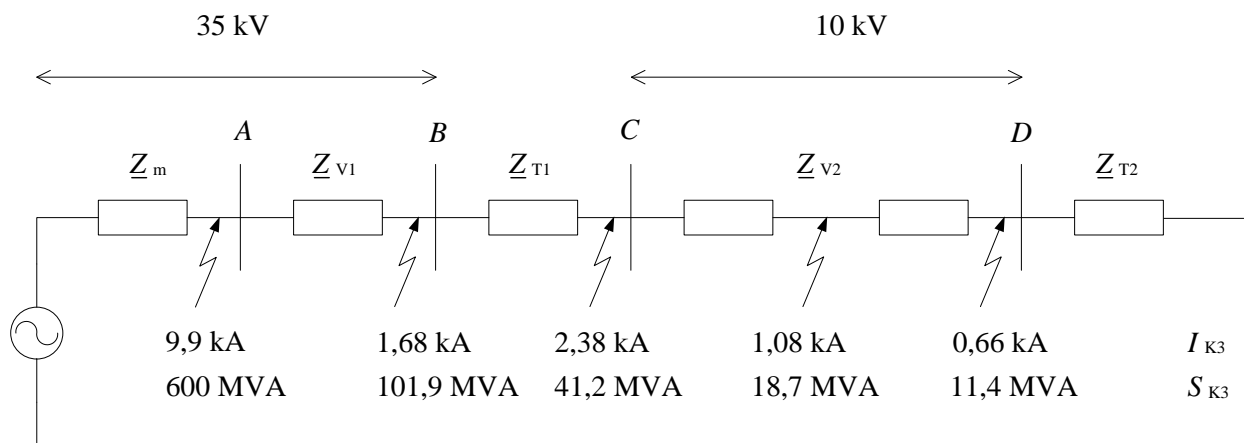 35 kV 10 kV
A B C D
Z m Z V1 Z T1 Z V2 Z T2
9,9 kA 1,68 kA 2,38 kA 1,08 kA 0,66 kA I K3
600 MVA 101,9 MVA 41,2 MVA 18,7 MVA 11,4 MVA S K3